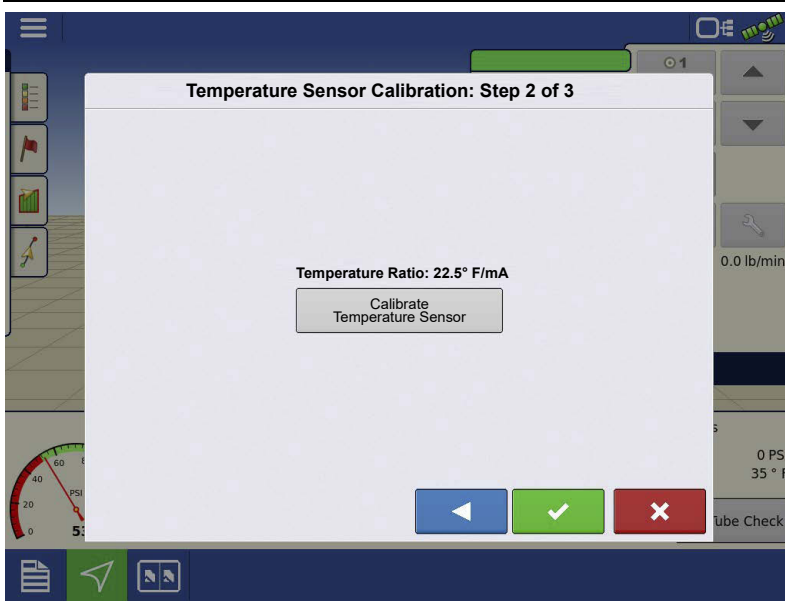 1
Temperature Sensor Calibration: Step 2 of 3
Temperature Ratio: 22.5° F/mA
Calibrate
Temperature Sensor
0.0 lb/min
s
0 PS
35 ° F
60
40
PSI
20
0
53
Tube Check